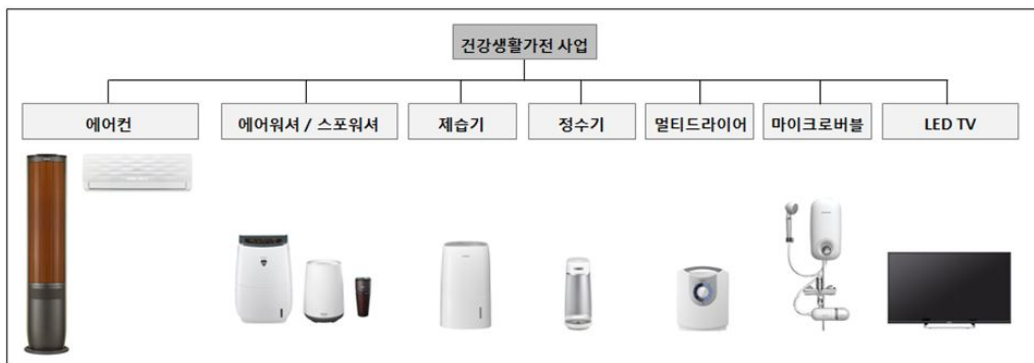 건강생활가전 사업
에어컨
에어워셔 / 스포워셔
제습기
정수기
멀티드라이어
마이크로버블
LED TV